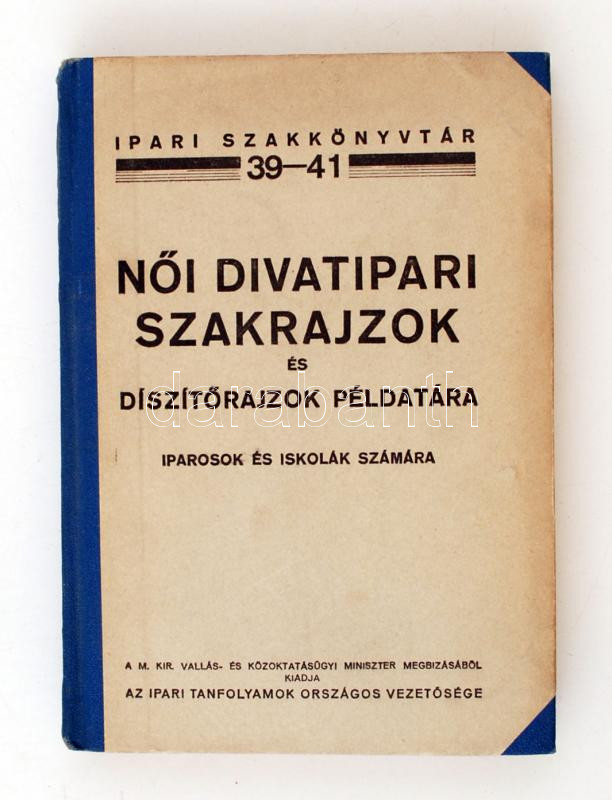 IPARI SZAKKÖNYVTÁR
39—41
NŐI DIVATIPARI
SZAKRAJZOK
ÉS
DÍSZÍTŐRAJZOK PÉLDATÁRA
darabanth
IPAROSOK ÉS ISKOLÁK SZÁMÁRA
A M. KIR. VALLÁS- ÉS KÖZOKTATÁSÜGYI MINISZTER MEGBIZÁSÁBÓL
KIADJA
AZ IPARI TANFOLYAMOK ORSZÁGOS VEZETŐSÉGE